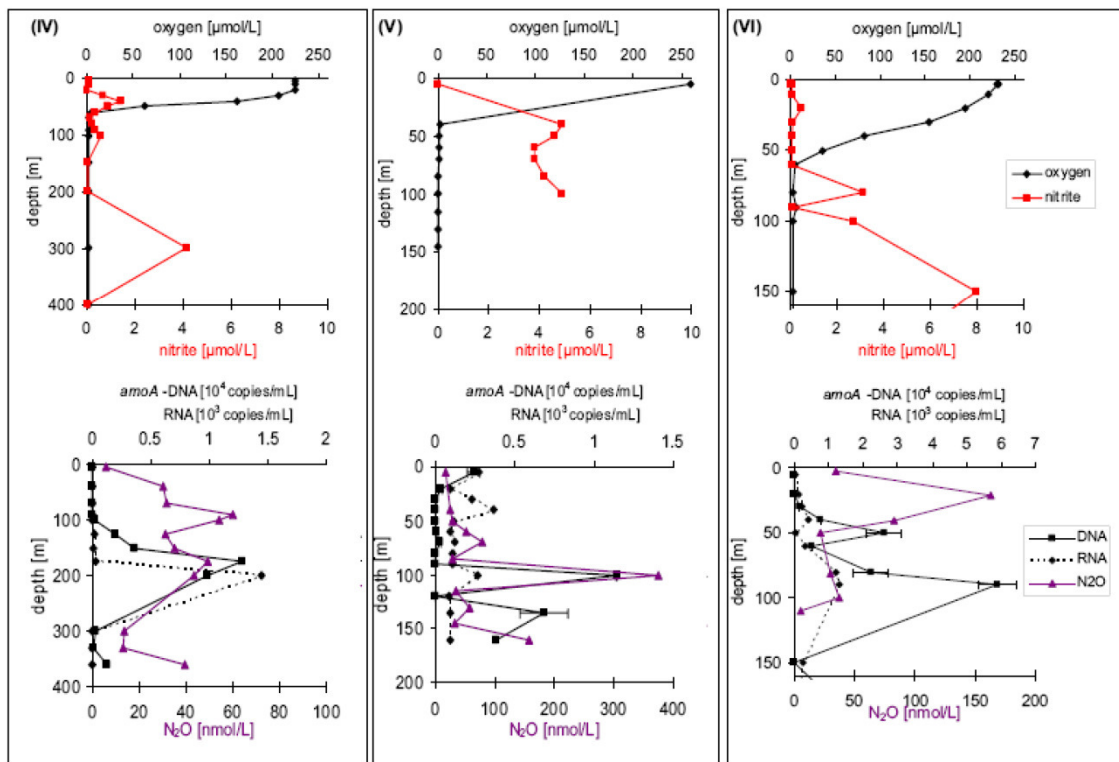 (IV)
oxygen [µmol/L]
0 50 100 150 200 250
0
100
200
300
400
depth [m]
0 2 4 6 8 10
nitrite [µmol/L]
amoA -DNA [10⁴ copies/mL]
RNA [10³ copies/mL]
0 0.5 1 1.5 2
0
100
200
300
400
depth [m]
0 20 40 60 80 100
N₂O [nmol/L]
(V)
oxygen [µmol/L]
0 50 100 150 200 250
0
50
100
150
200
depth [m]
0 2 4 6 8 10
nitrite [µmol/L]
amoA -DNA [10⁴ copies/mL]
RNA [10³ copies/mL]
0 0.5 1 1.5
0
50
100
150
200
depth [m]
0 100 200 300 400
N₂O [nmol/L]
(VI)
oxygen [µmol/L]
0 50 100 150 200 250
0
50
100
150
depth [m]
oxygen
nitrite
0 2 4 6 8 10
nitrite [µmol/L]
amoA -DNA [10⁴ copies/mL]
RNA [10³ copies/mL]
0 1 2 3 4 5 6 7
0
50
100
150
depth [m]
DNA
RNA
N2O
0 50 100 150 200
N₂O [nmol/L]